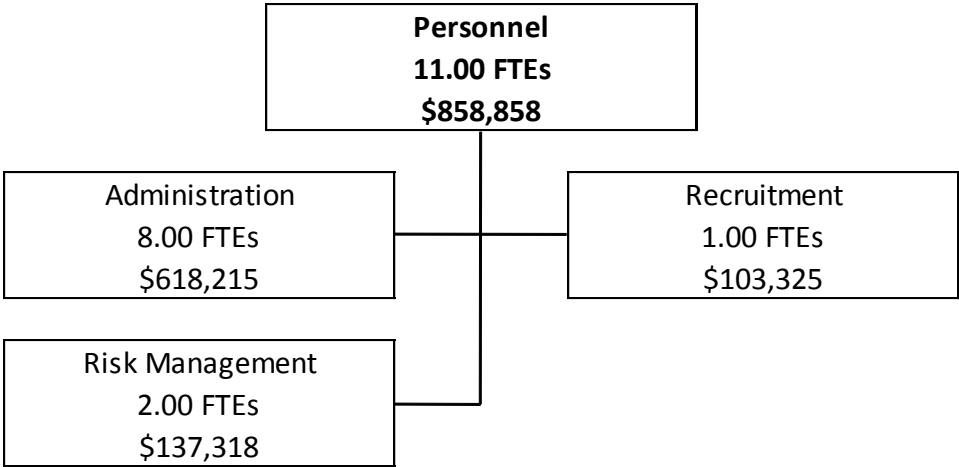 Personnel
11.00 FTEs
$858,858
Administration
8.00 FTEs
$618,215
Recruitment
1.00 FTEs
$103,325
Risk Management
2.00 FTEs
$137,318